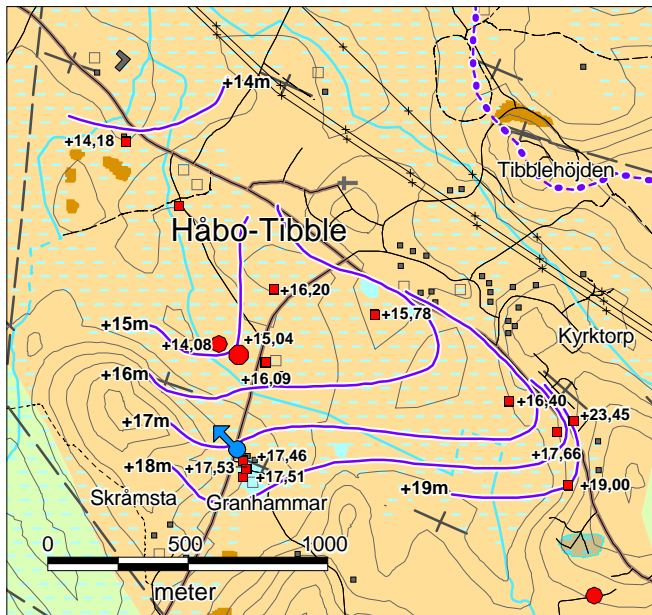 +14m
+14,18
Tibblehöjden
Håbo-Tibble
+16,20
+15,78
+15m
+15,04
+14,08
Kyrktorp
+16m
+16,09
+16,40
+23,45
+17m
+17,66
+17,46
+17,53
+18m
+17,51
+19m
+19,00
Skråmsta
Granhammar
0 500 1000
meter